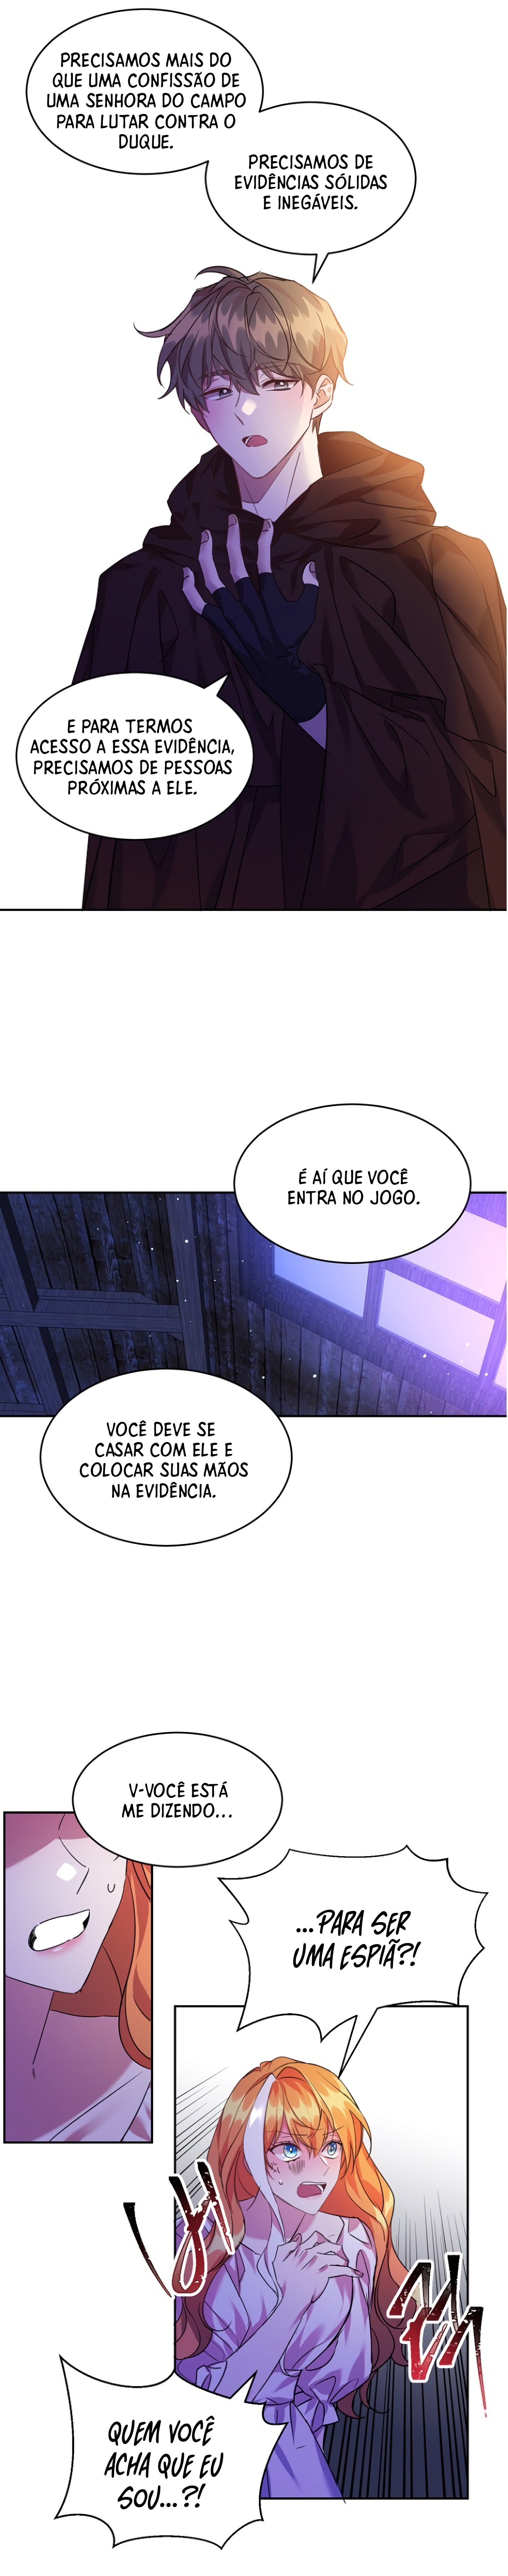 PRECISAMOS MAIS DO
QUE UMA CONFISSÃO DE
UMA SENHORA DO CAMPO
PARA LUTAR CONTRA O
DUQUE.
PRECISAMOS DE
EVIDÊNCIAS SÓLIDAS
E INEGÁVEIS.
E PARA TERMOS
ACESSO A ESSA EVIDÊNCIA,
PRECISAMOS DE PESSOAS
PRÓXIMAS A ELE.
É AÍ QUE VOCÊ
ENTRA NO JOGO.
VOCÊ DEVE SE
CASAR COM ELE E
COLOCAR SUAS MÃOS
NA EVIDÊNCIA.
V-VOCÊ ESTÁ
ME DIZENDO...
...PARA SER
UMA ESPIÃ?!
QUEM VOCÊ
ACHA QUE EU
SOU...?!